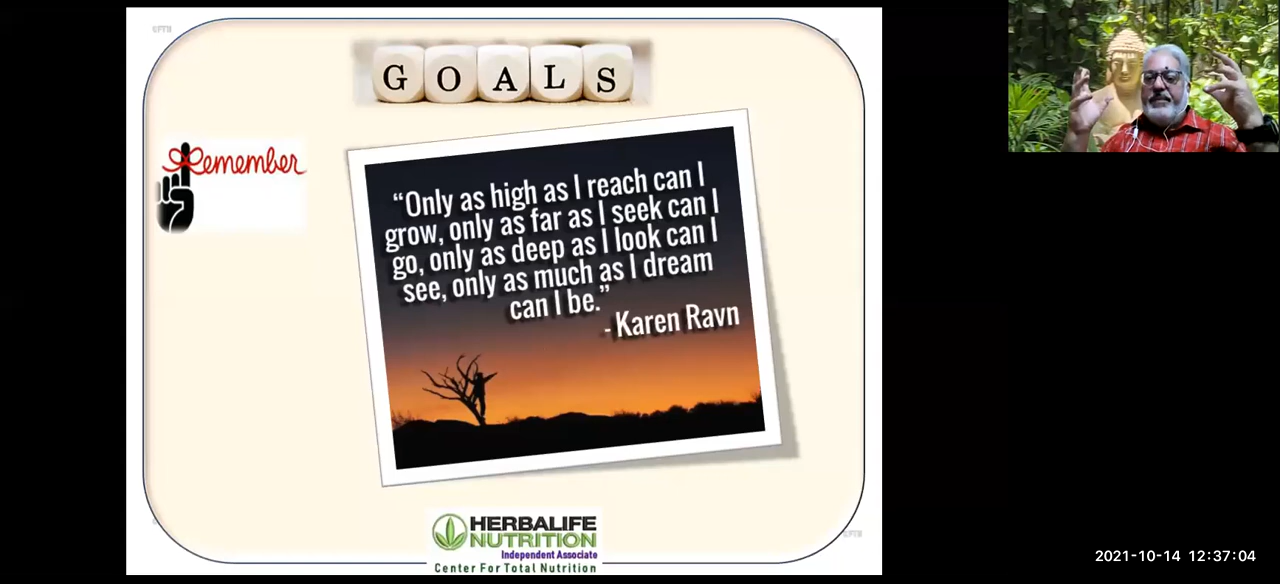 GOALS
Remember
“Only as high as I reach can I
grow, only as far as I seek can I
go, only as deep as I look can I
see, only as much as I dream
can I be.”
- Karen Ravn
HERBALIFE
NUTRITION
Independent Associate
Center For Total Nutrition
2021-10-14 12:37:04